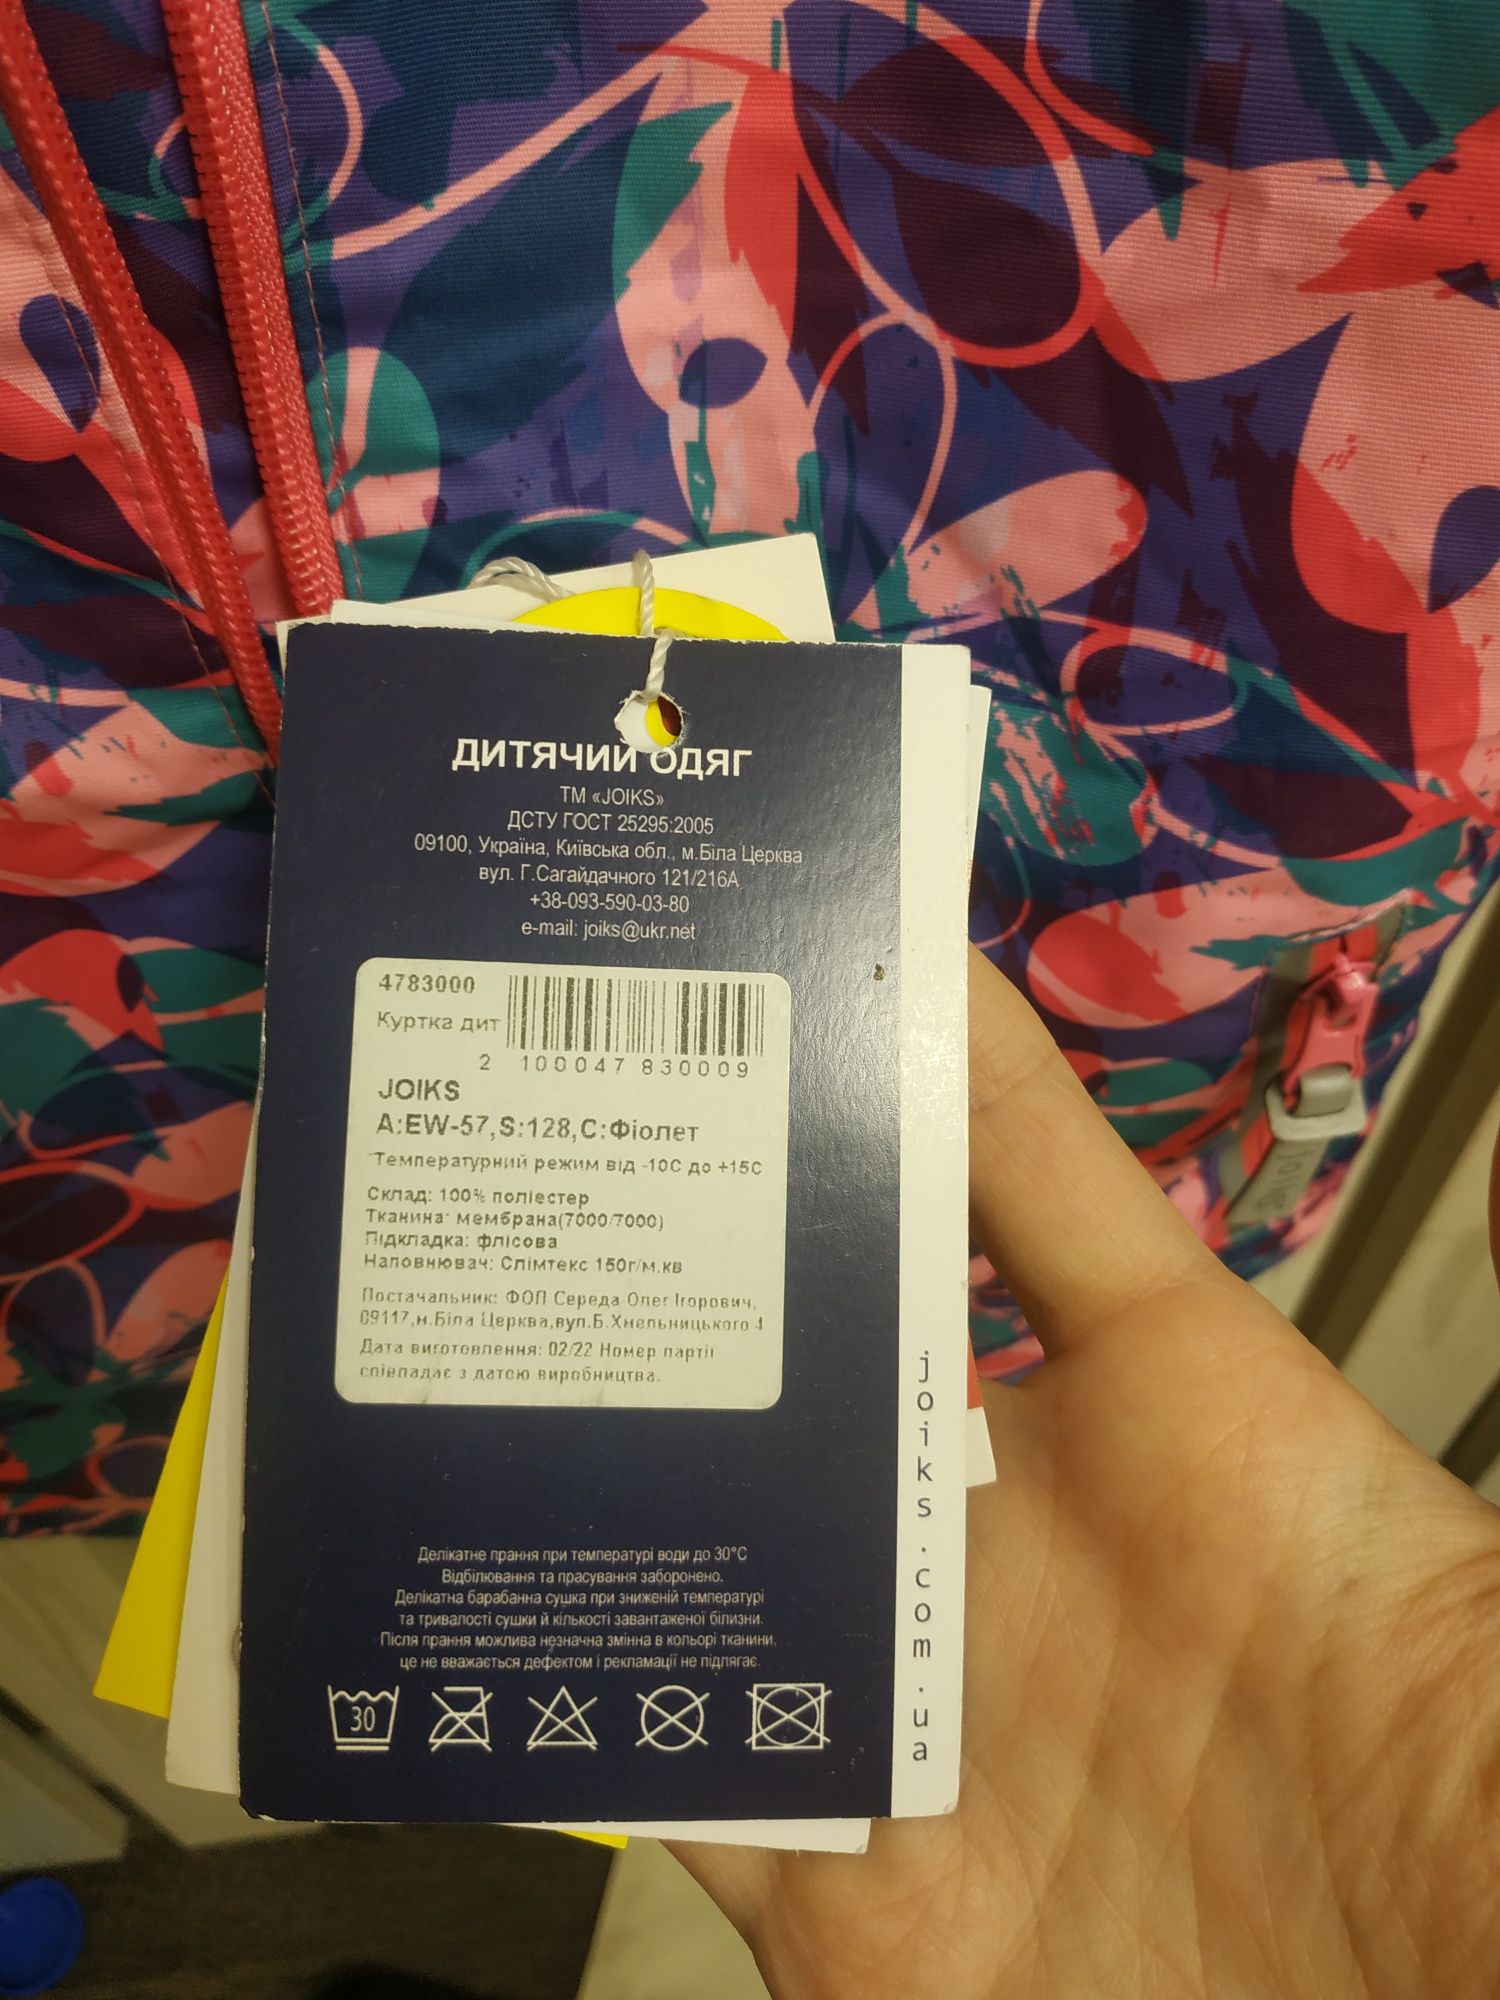 ДИТЯЧИЙ ОДЯГ
ТМ «JOIKS»
ДСТУ ГОСТ 25295:2005
09100, Україна, Київська обл., м.Біла Церква
вул. Г.Сагайдачного 121/216А
+38-093-590-03-80
e-mail: joiks@ukr.net
4783000
Куртка дит
2 100047 830009
JOIKS
A:EW-57,S:128,C:Фіолет
Температурний режим від -10С до +15С
Склад: 100% поліестер
Тканина: мембрана(7000/7000)
Підкладка: флісова
Наповнювач: Слімтекс 150г/м.кв
Постачальник: ФОП Середа Олег Ігорович,
09117,м.Біла Церква,вул.Б.Хмельницького 4
Дата виготовлення: 02/22 Номер партії
співпадає з датою виробництва.
Делікатне прання при температурі води до 30°С
Відбілювання та прасування заборонено.
Делікатна барабанна сушка при зниженій температурі
та тривалості сушки й кількості завантаженої білизни.
Після прання можлива незначна змінна в кольорі тканини,
це не вважається дефектом і рекламації не підлягає.
30
joiks.com.ua
joiks